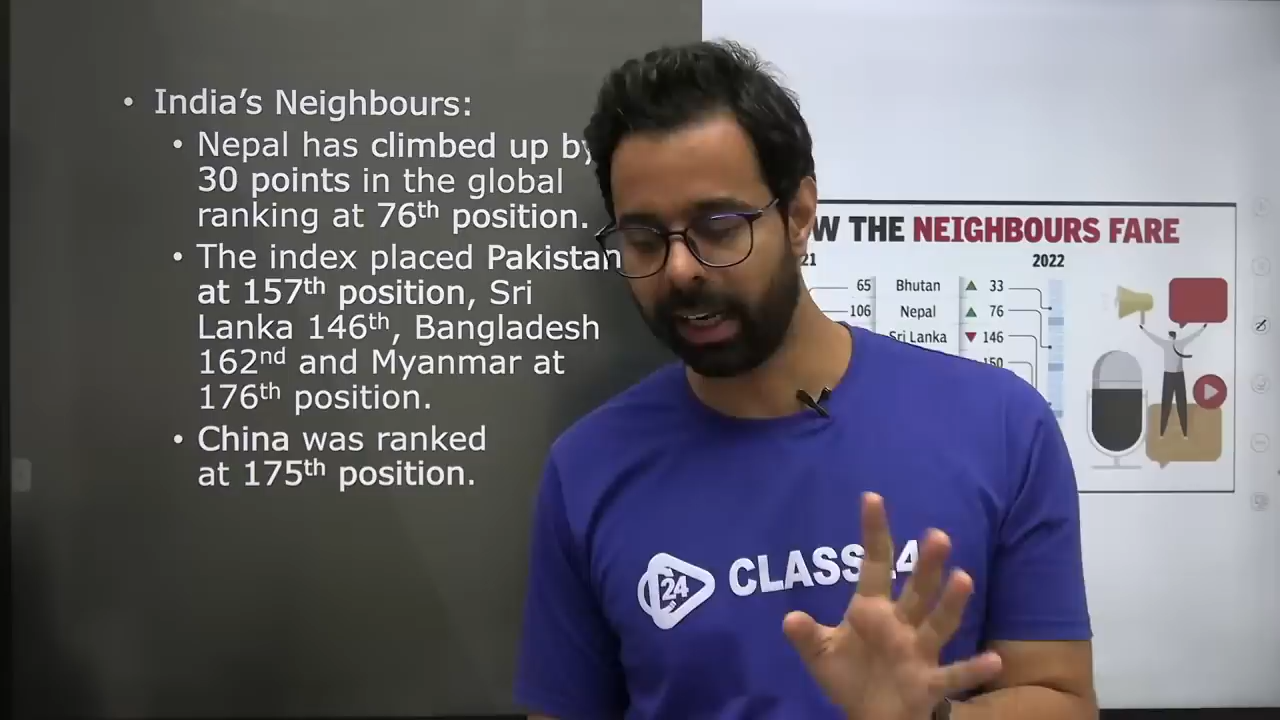 • India's Neighbours:
• Nepal has climbed up by
30 points in the global
ranking at 76th position.
• The index placed Pakistan
at 157th position, Sri
Lanka 146th, Bangladesh
162nd and Myanmar at
176th position.
• China was ranked
at 175th position.
W THE NEIGHBOURS FARE
21 2022
65 Bhutan ▲ 33
106 Nepal ▲ 76
Sri Lanka ▼ 146
150
24 CLASS24